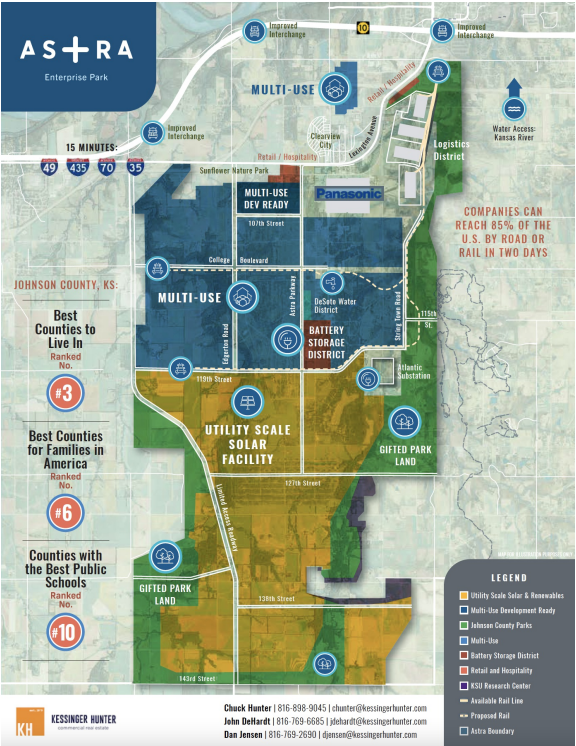 ASTRA
Enterprise Park
Improved
Interchange
10
Improved
Interchange
MULTI-USE
Retail / Hospitality
Water Access:
Kansas River
Improved
Interchange
15 MINUTES:
49
435
70
35
Clearview
City
Lexington Avenue
Logistics
District
Retail / Hospitality
Sunflower Nature Park
MULTI-USE
DEV READY
Panasonic
107th Street
COMPANIES CAN
REACH 85% OF THE
U.S. BY ROAD OR
RAIL IN TWO DAYS
College Boulevard
JOHNSON COUNTY, KS:
MULTI-USE
Astra Parkway
DeSoto Water
District
String Town Road
115th
St.
Edgerton Road
BATTERY
STORAGE
DISTRICT
Best
Counties to
Live In
Ranked
No.
#3
119th Street
Atlantic
Substation
UTILITY SCALE
SOLAR
FACILITY
GIFTED PARK
LAND
Best Counties
for Families in
America
Ranked
No.
#6
127th Street
Limited Access Roadway
Counties with
the Best Public
Schools
Ranked
No.
#10
GIFTED PARK
LAND
138th Street
143rd Street
LEGEND
Utility Scale Solar & Renewables
Multi-Use Development Ready
Johnson County Parks
Multi-Use
Battery Storage District
Retail and Hospitality
KSU Research Center
Available Rail Line
Proposed Rail
Astra Boundary
KH
KESSINGER HUNTER
commercial real estate
Chuck Hunter | 816-898-9045 | chunter@kessingerhunter.com
John DeHardt | 816-769-6685 | jdehardt@kessingerhunter.com
Dan Jensen | 816-769-2690 | djensen@kessingerhunter.com